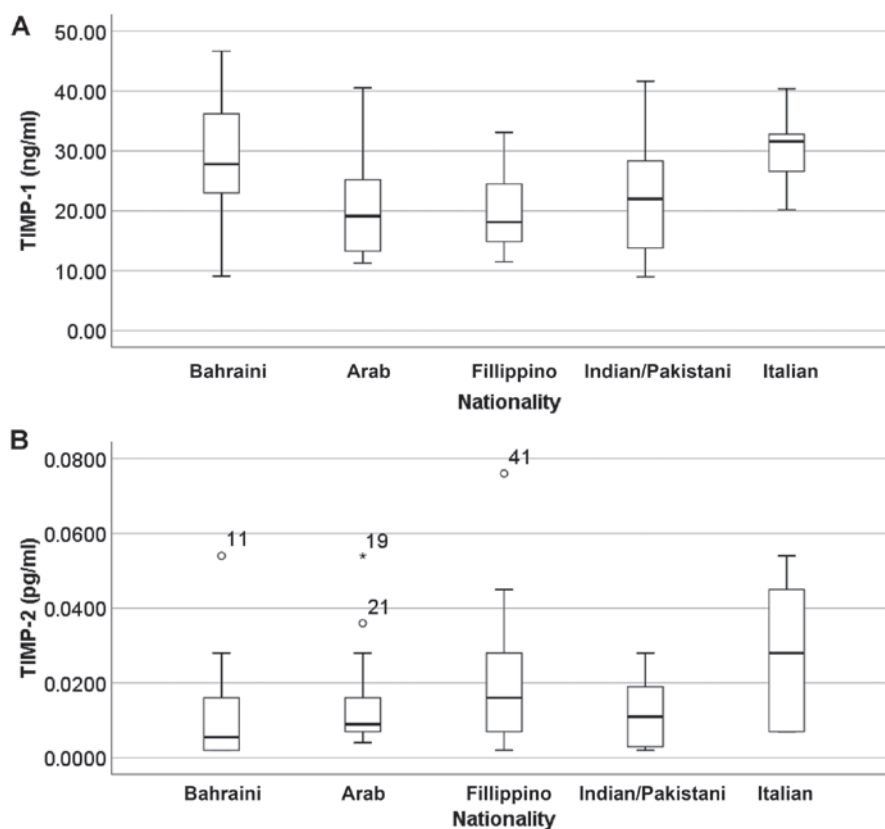 A
50.00
40.00
30.00
20.00
10.00
0.00
TIMP-1 (ng/ml)
Bahraini Arab Fillippino Indian/Pakistani Italian
Nationality
B
0.0800
0.0600
0.0400
0.0200
0.0000
TIMP-2 (pg/ml)
41
11
19
21
Bahraini Arab Fillippino Indian/Pakistani Italian
Nationality